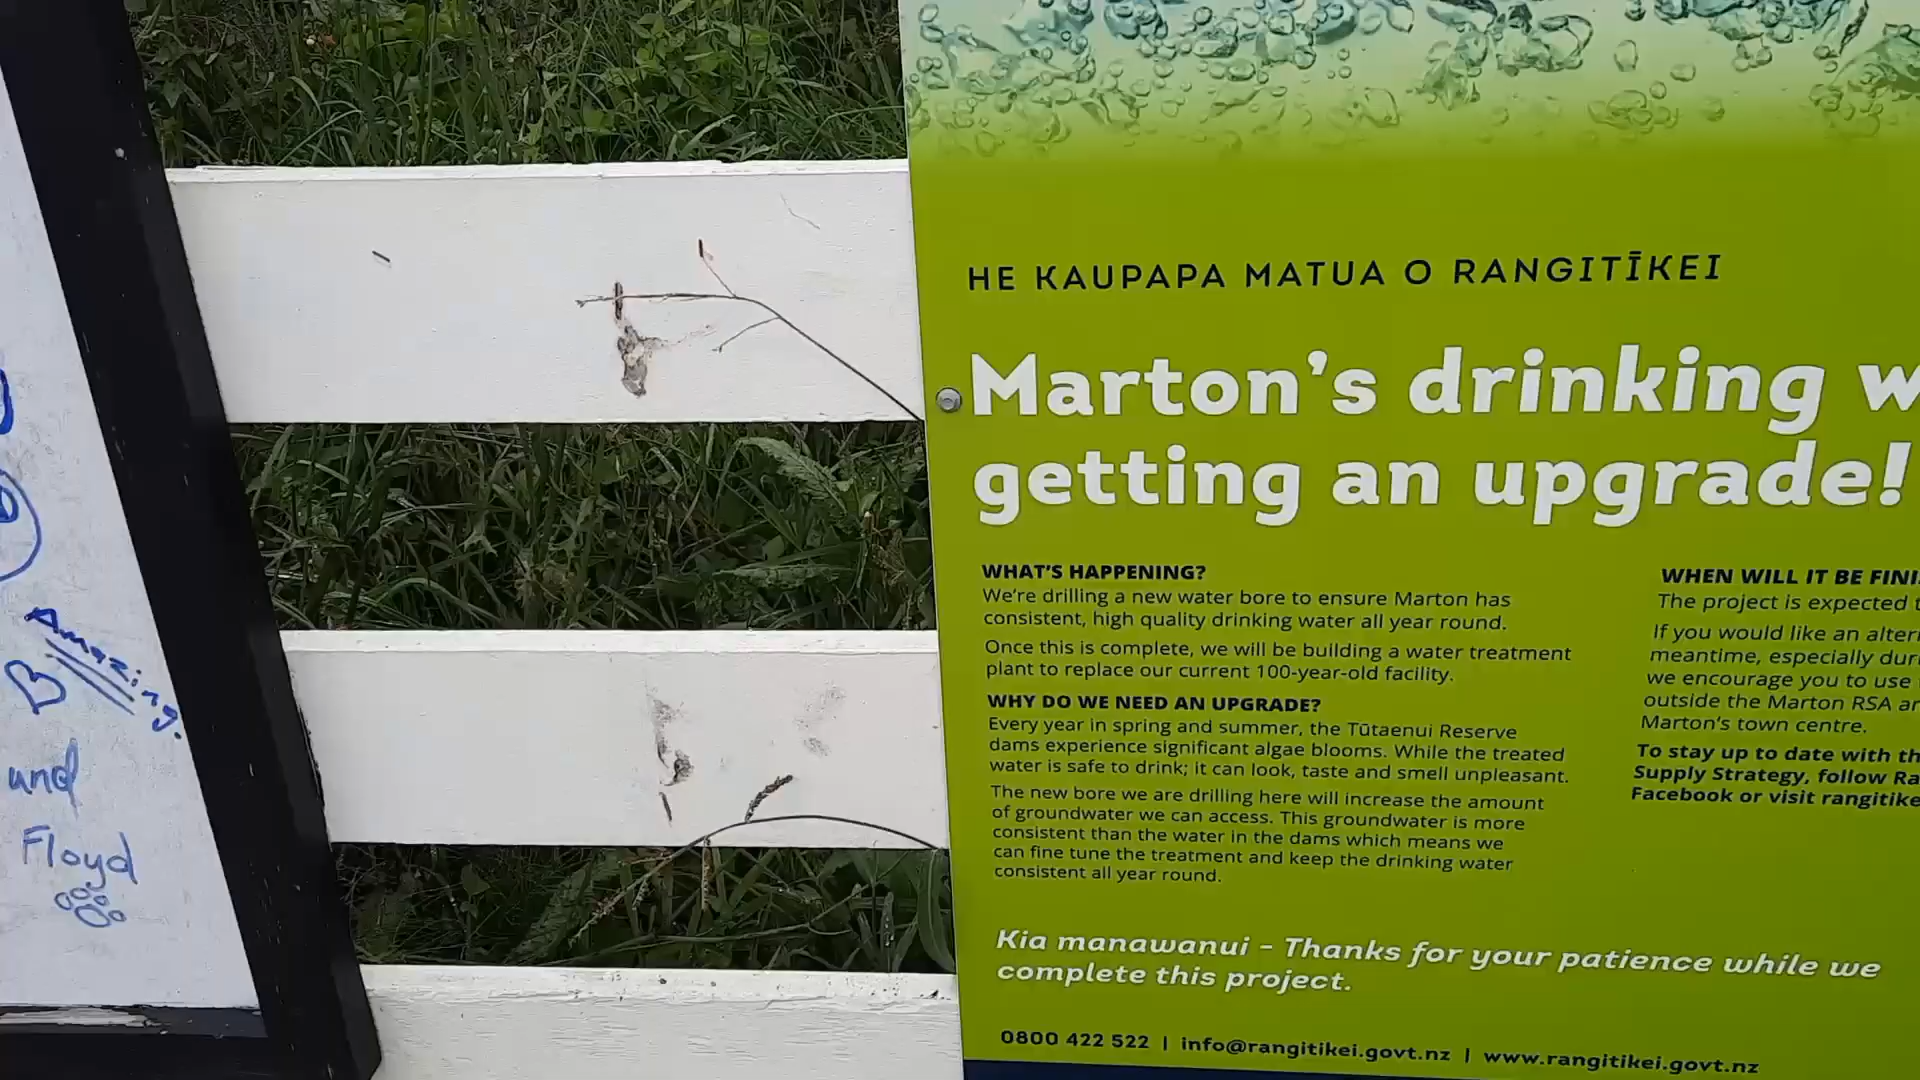 Amazing.
und
Floyd
HE KAUPAPA MATUA O RANGITĪKEI
Marton's drinking
getting an upgrade!
WHAT'S HAPPENING?
We're drilling a new water bore to ensure Marton has
consistent, high quality drinking water all year round.
Once this is complete, we will be building a water treatment
plant to replace our current 100-year-old facility.
WHY DO WE NEED AN UPGRADE?
Every year in spring and summer, the Tūtaenui Reserve
dams experience significant algae blooms. While the treated
water is safe to drink; it can look, taste and smell unpleasant.
The new bore we are drilling here will increase the amount
of groundwater we can access. This groundwater is more
consistent than the water in the dams which means we
can fine tune the treatment and keep the drinking water
consistent all year round.
WHEN WILL IT BE
The project is expected
If you would like an
meantime, especially
we encourage you to use
outside the Marton RSA
Marton's town centre.
To stay up to date with
Supply Strategy, follow
Facebook or visit
Kia manawanui - Thanks for your patience while we
complete this project.
0800 422 522 | info@rangitikei.govt.nz | www.rangitikei.govt.nz